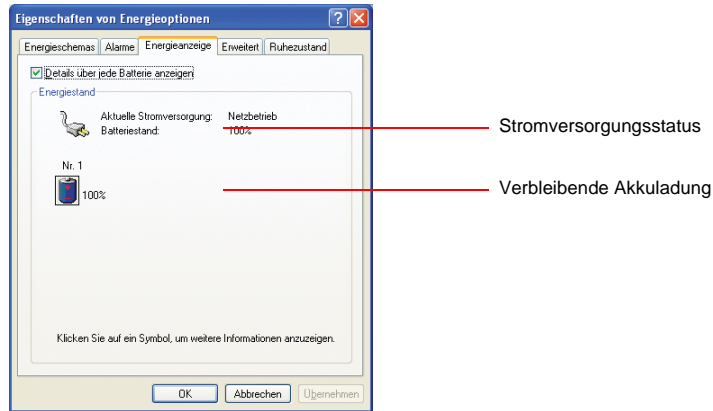 Eigenschaften von Energieoptionen
Energieschemas Alarme Energieanzeige Erweitert Ruhezustand
Details über jede Batterie anzeigen
Energiestand
Aktuelle Stromversorgung: Netzbetrieb
Batteriestand: 100%
Stromversorgungsstatus
Nr. 1
100%
Verbleibende Akkuladung
Klicken Sie auf ein Symbol, um weitere Informationen anzuzeigen.
OK Abbrechen Übernehmen